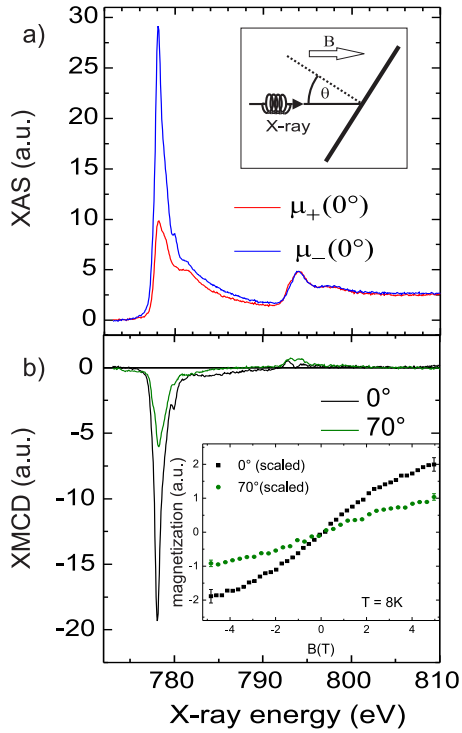 a)
XAS (a.u.)
30
25
20
15
10
5
0
B
θ
X-ray
μ+(0°)
μ−(0°)
b)
XMCD (a.u.)
0
-5
-10
-15
-20
0°
70°
magnetization (a.u.)
2
1
0
-1
-2
0° (scaled)
70°(scaled)
T = 8K
-4 -2 0 2 4
B(T)
780 790 800 810
X-ray energy (eV)